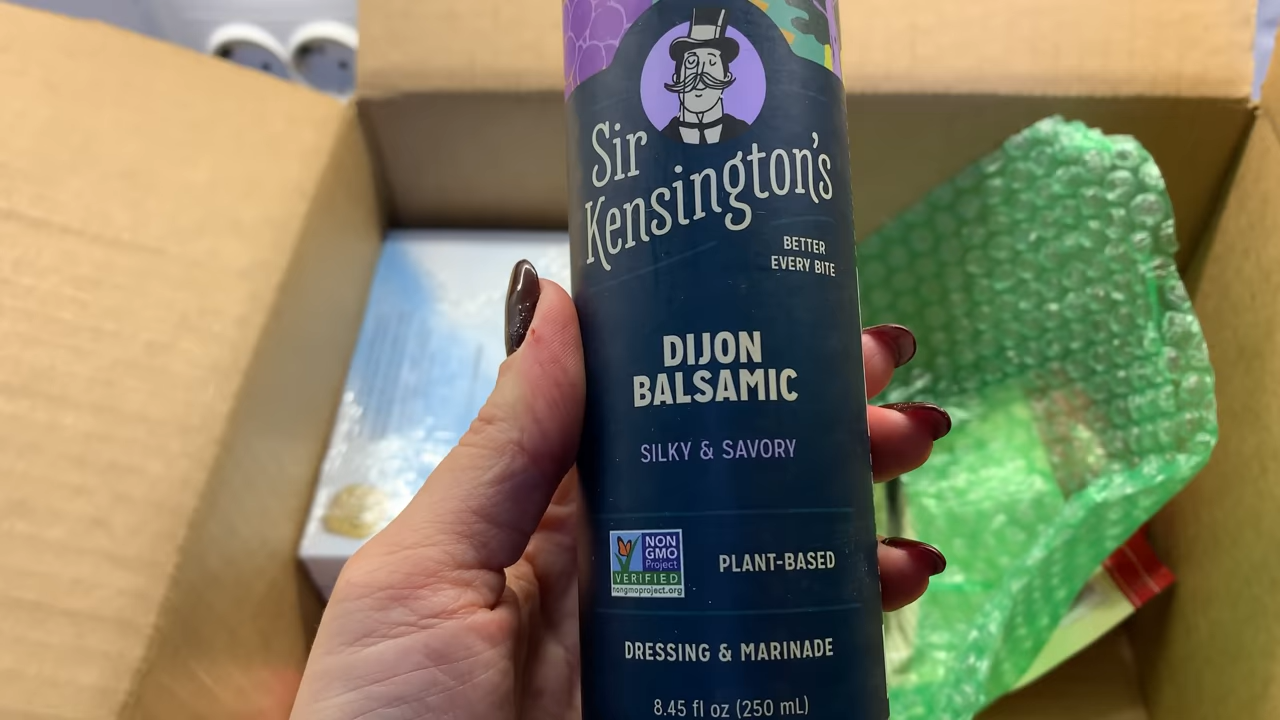 Sir
Kensington's
BETTER
EVERY BITE
DIJON
BALSAMIC
SILKY & SAVORY
NON
GMO
Project
VERIFIED
nongmoproject.org
PLANT-BASED
DRESSING & MARINADE
8.45 fl oz (250 mL)